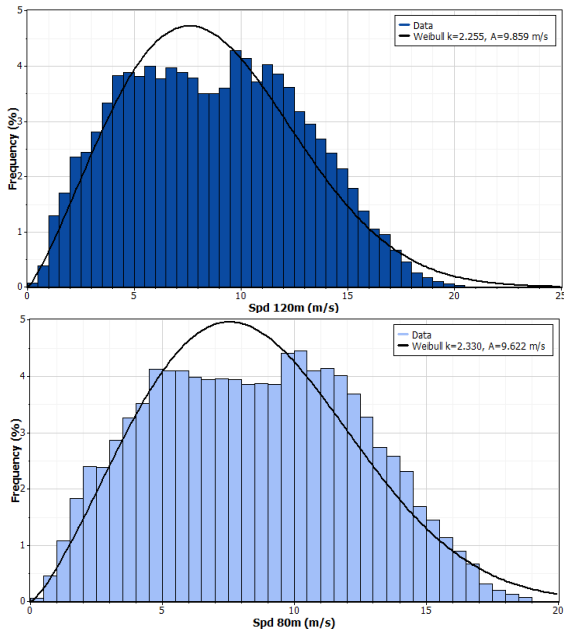 5
Data
Weibull k=2.255, A=9.859 m/s
4
3
2
1
0
Frequency (%)
0 5 10 15 20 25
Spd 120m (m/s)
5
Data
Weibull k=2.330, A=9.622 m/s
4
3
2
1
0
Frequency (%)
0 5 10 15 20
Spd 80m (m/s)